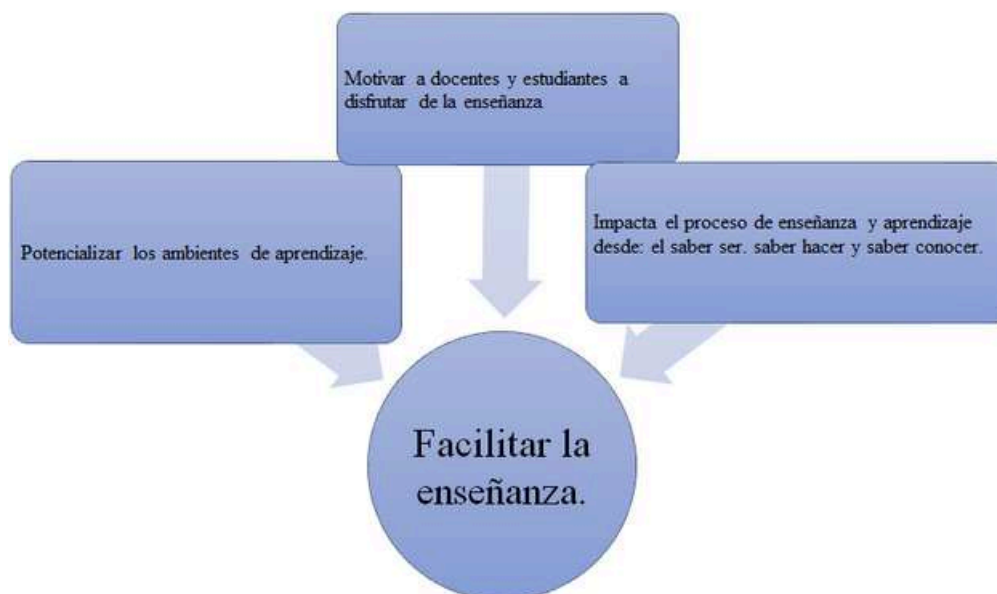 Motivar a docentes y estudiantes a
disfrutar de la enseñanza
Potencializar los ambientes de aprendizaje.
Impacta el proceso de enseñanza y aprendizaje
desde: el saber ser. saber hacer y saber conocer.
Facilitar la
enseñanza.